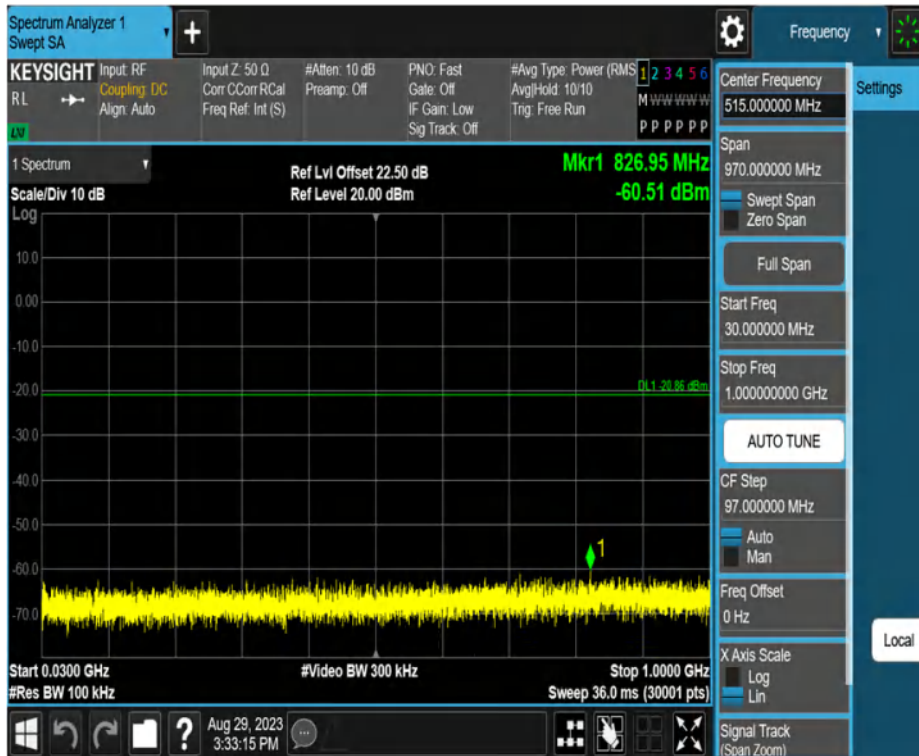 Spectrum Analyzer 1
Swept SA
+
Frequency
KEYSIGHT
RL
LXI
Input: RF
Coupling: DC
Align: Auto
Input Z: 50 Ω
Corr CCorr RCal
Freq Ref: Int (S)
#Atten: 10 dB
Preamp: Off
PNO: Fast
Gate: Off
IF Gain: Low
Sig Track: Off
#Avg Type: Power (RMS
Avg|Hold: 10/10
Trig: Free Run
1 2 3 4 5 6
M W W W W W
P P P P P P
1 Spectrum
Scale/Div 10 dB
Ref Lvl Offset 22.50 dB
Ref Level 20.00 dBm
Mkr1 826.95 MHz
-60.51 dBm
Log
10.0
0.00
-10.0
-20.0
-30.0
-40.0
-50.0
-60.0
-70.0
DL1 -20.86 dBm
1
Start 0.0300 GHz
#Res BW 100 kHz
#Video BW 300 kHz
Stop 1.0000 GHz
Sweep 36.0 ms (30001 pts)
?
Aug 29, 2023
3:33:15 PM
Center Frequency
515.000000 MHz
Span
970.000000 MHz
Swept Span
Zero Span
Full Span
Start Freq
30.000000 MHz
Stop Freq
1.000000000 GHz
AUTO TUNE
CF Step
97.000000 MHz
Auto
Man
Freq Offset
0 Hz
X Axis Scale
Log
Lin
Signal Track
(Span Zoom)
Settings
Local